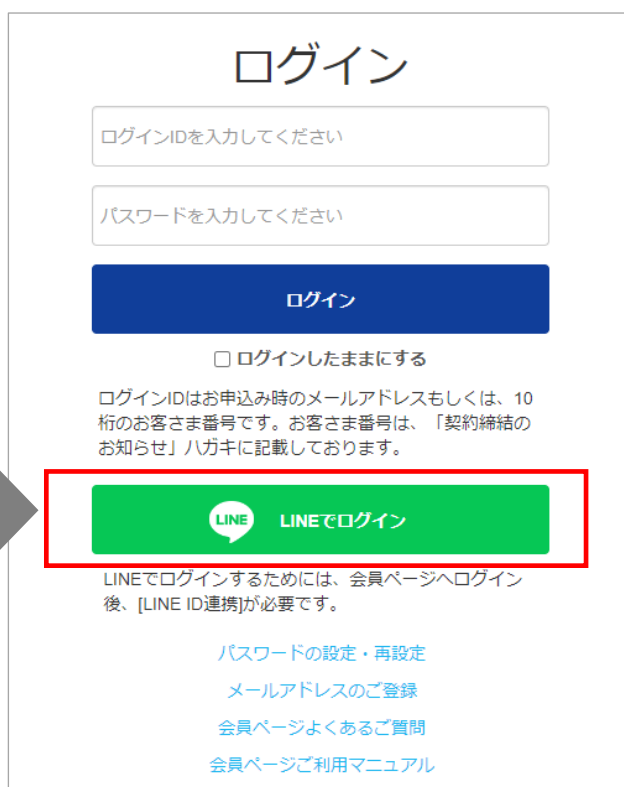 ログイン
ログインIDを入力してください
パスワードを入力してください
ログイン
ログインしたままにする
ログインIDはお申込み時のメールアドレスもしくは、10
桁のお客さま番号です。お客さま番号は、「契約締結の
お知らせ」ハガキに記載しております。
LINE LINEでログイン
LINEでログインするためには、会員ページへログイン
後、[LINE ID連携]が必要です。
パスワードの設定・再設定
メールアドレスのご登録
会員ページよくあるご質問
会員ページご利用マニュアル